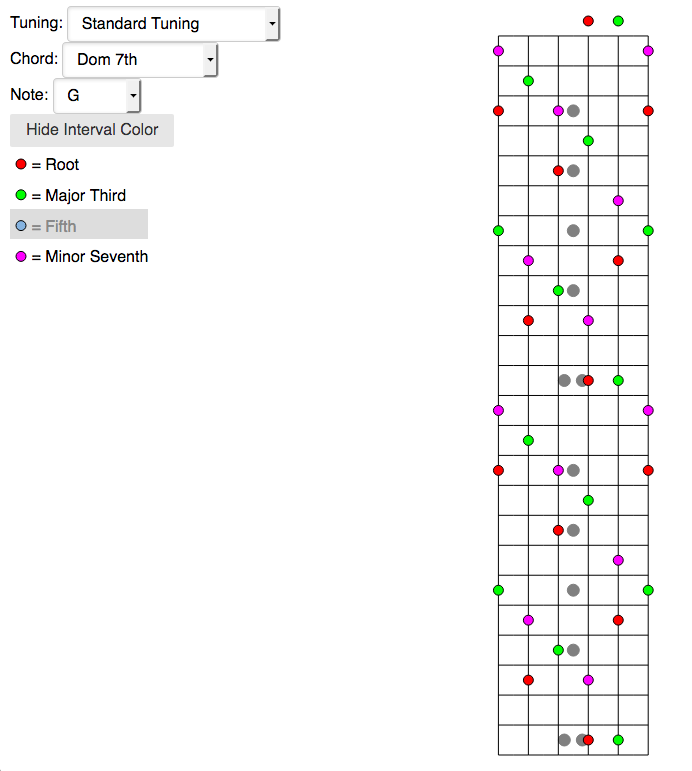 Tuning: Standard Tuning
Chord: Dom 7th
Note: G
Hide Interval Color
= Root
= Major Third
= Fifth
= Minor Seventh